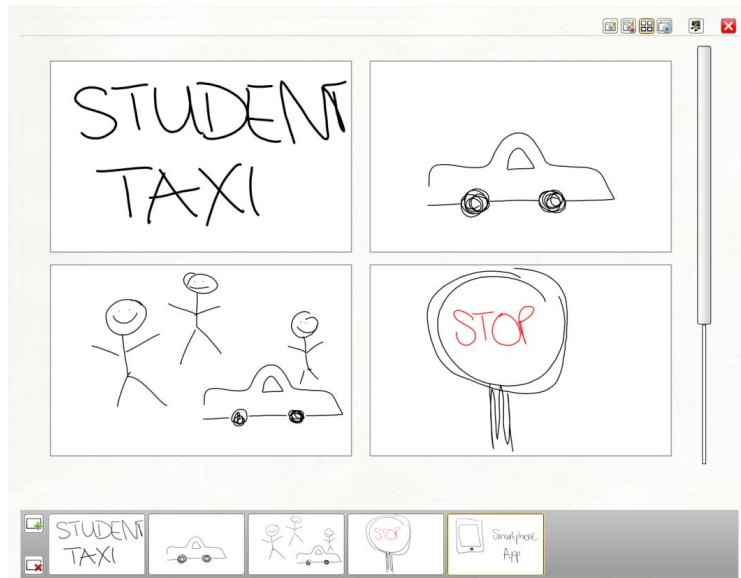 STUDENT
TAXI
STOP
STUDENT
TAXI
STOP
Smartphone
App